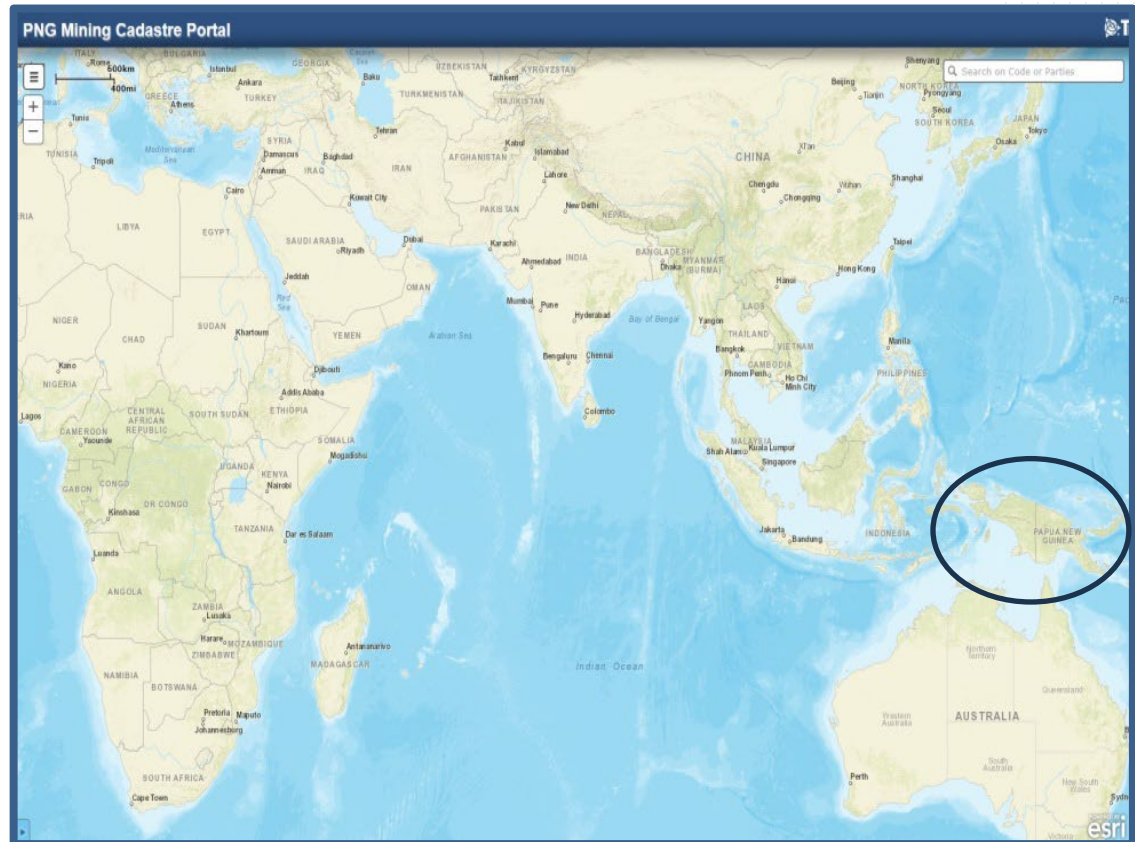 PNG Mining Cadastre Portal
Search on Code or Parties
600km
400mi
ITALY
Rome
BULGARIA
Istanbul
GEORGIA
Baku
UZBEKISTAN
KYRGYZSTAN
Tashkent
Shenyang
Beijing
Tianjin
NORTH KOREA
Pyongyang
Seoul
SOUTH KOREA
JAPAN
Tokyo
Osaka
Ankara
TURKEY
GREECE
Athens
TURKMENISTAN
TAJIKISTAN
Tunis
TUNISIA
Tripoli
Mediterranean
Sea
SYRIA
Damascus
Amman
Baghdad
IRAQ
Tehran
IRAN
Kabul
AFGHANISTAN
Islamabad
Lahore
CHINA
XI'an
Chengdu
Chongqing
Wuhan
Shanghai
Cairo
Kuwait City
PAKISTAN
New Delhi
NEPAL
LIBYA
EGYPT
SAUDI ARABIA
Riyadh
Dubai
Karachi
Ahmedabad
INDIA
BANGLADESH
Dhaka
MYANMAR
(BURMA)
Taipei
Hong Kong
Hanoi
Jeddah
Red
Sea
OMAN
Mumbai
Pune
Hyderabad
Bay of Bengal
Yangon
LAOS
THAILAND
VIETNAM
NIGER
CHAD
SUDAN
Khartoum
YEMEN
Arabian Sea
Bangkok
CAMBODIA
Phnom Penh
Ho Chi
Minh City
Manila
PHILIPPINES
Kano
NIGERIA
Djibouti
Bengaluru
Chennai
Addis Ababa
Lagos
CENTRAL
AFRICAN
REPUBLIC
SOUTH SUDAN
ETHIOPIA
Colombo
CAMEROON
Yaounde
SOMALIA
Mogadishu
MALAYSIA
Kuala Lumpur
Shah Alam
Singapore
UGANDA
KENYA
Nairobi
GABON
CONGO
DR CONGO
Kinshasa
TANZANIA
Dar es Salaam
Jakarta
Bandung
INDONESIA
PAPUA NEW
GUINEA
Luanda
ANGOLA
ZAMBIA
Lusaka
Harare
MOZAMBIQUE
ZIMBABWE
Antananarivo
MADAGASCAR
Indian Ocean
Northern
Territory
NAMIBIA
BOTSWANA
Queensland
Pretoria
Maputo
Johannesburg
Western
Australia
AUSTRALIA
SOUTH AFRICA
Cape Town
Perth
South
Australia
New South
Wales
Victoria
esri